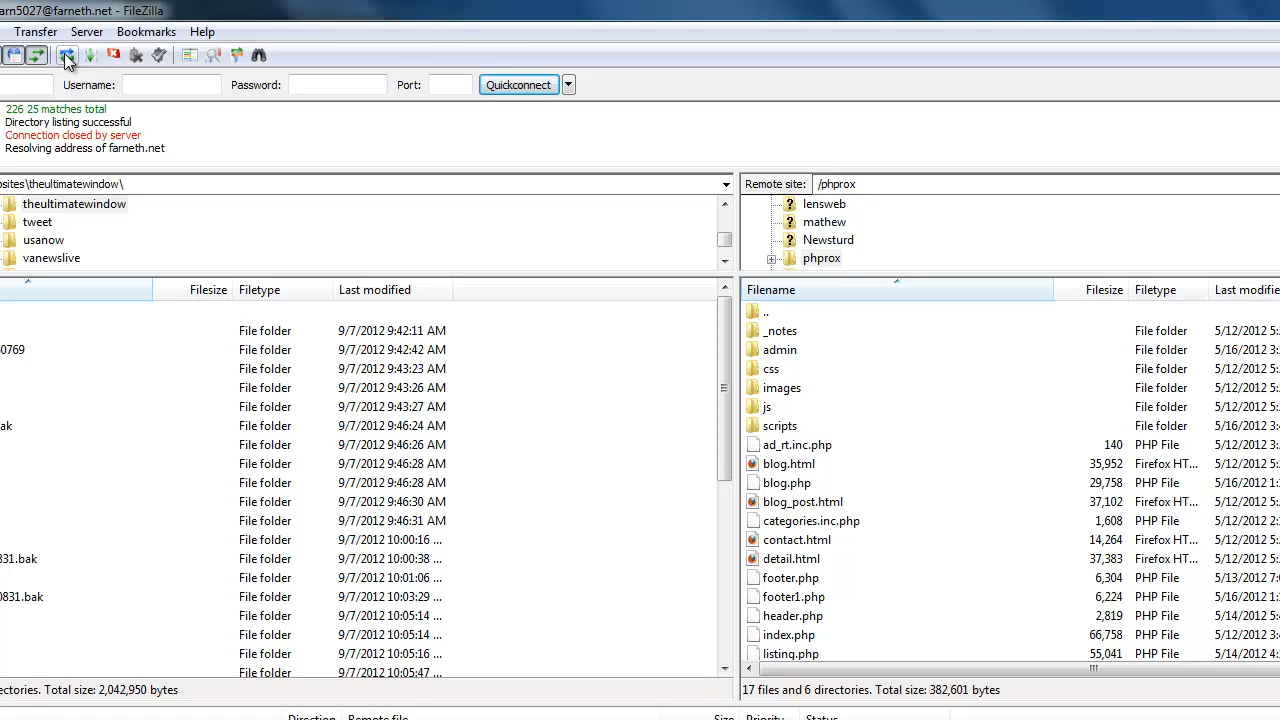 arn5027@farneth.net - FileZilla
Transfer Server Bookmarks Help
Username: Password: Port: Quickconnect
226 25 matches total
Directory listing successful
Connection closed by server
Resolving address of farneth.net
osites\theultimatewindow\ Remote site: /phprox
theultimatewindow lensweb
tweet mathew
usanow Newsturd
vanewslive phprox
Filesize Filetype Last modified Filename Filesize Filetype Last modifie
..
File folder 9/7/2012 9:42:11 AM _notes File folder 5/12/2012 5:
0769 File folder 9/7/2012 9:42:42 AM admin File folder 5/16/2012 3:
File folder 9/7/2012 9:43:23 AM css File folder 5/12/2012 5:
File folder 9/7/2012 9:43:26 AM images File folder 5/12/2012 5:
File folder 9/7/2012 9:43:27 AM js File folder 5/12/2012 5:
ak File folder 9/7/2012 9:46:24 AM scripts File folder 5/16/2012 3:
File folder 9/7/2012 9:46:26 AM ad_rt.inc.php 140 PHP File 5/12/2012 3:
File folder 9/7/2012 9:46:28 AM blog.html 35,952 Firefox HT... 5/12/2012 5:
File folder 9/7/2012 9:46:28 AM blog.php 29,758 PHP File 5/16/2012 1:
File folder 9/7/2012 9:46:30 AM blog_post.html 37,102 Firefox HT... 5/12/2012 5:
File folder 9/7/2012 9:46:31 AM categories.inc.php 1,608 PHP File 5/12/2012 2:
File folder 9/7/2012 10:00:16 ... contact.html 14,264 Firefox HT... 5/12/2012 5:
331.bak File folder 9/7/2012 10:00:38 ... detail.html 37,383 Firefox HT... 5/12/2012 5:
File folder 9/7/2012 10:01:06 ... footer.php 6,304 PHP File 5/13/2012 7:
0831.bak File folder 9/7/2012 10:03:29 ... footer1.php 6,224 PHP File 5/16/2012 1:
File folder 9/7/2012 10:05:14 ... header.php 2,819 PHP File 5/14/2012 5:
File folder 9/7/2012 10:05:14 ... index.php 66,758 PHP File 5/12/2012 3:
File folder 9/7/2012 10:05:16 ... listing.php 55,041 PHP File 5/14/2012 4:
File folder 9/7/2012 10:05:47 ...
ectories. Total size: 2,042,950 bytes 17 files and 6 directories. Total size: 382,601 bytes
Direction Remote file Size Priority Status